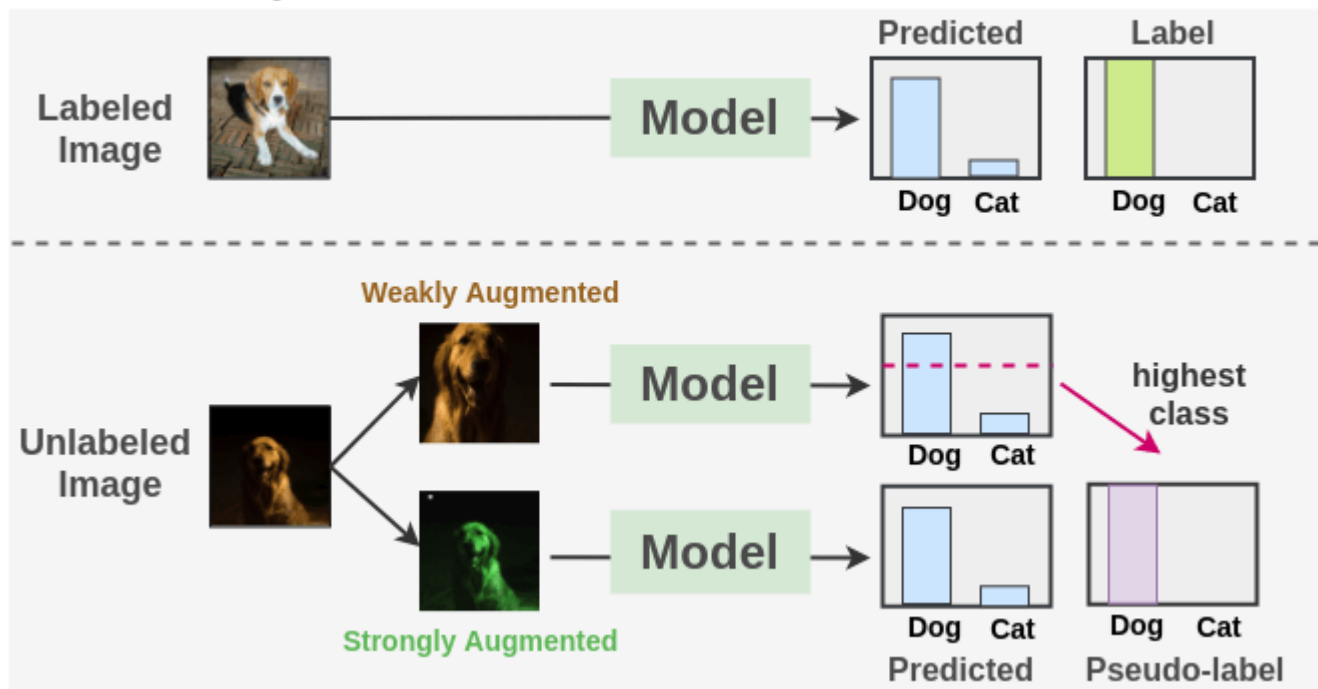 Predicted
Label
Labeled
Image
Model
Dog
Cat
Dog
Cat
Weakly Augmented
Unlabeled
Image
Model
highest
class
Dog
Cat
Model
Strongly Augmented
Dog
Cat
Predicted
Dog
Cat
Pseudo-label